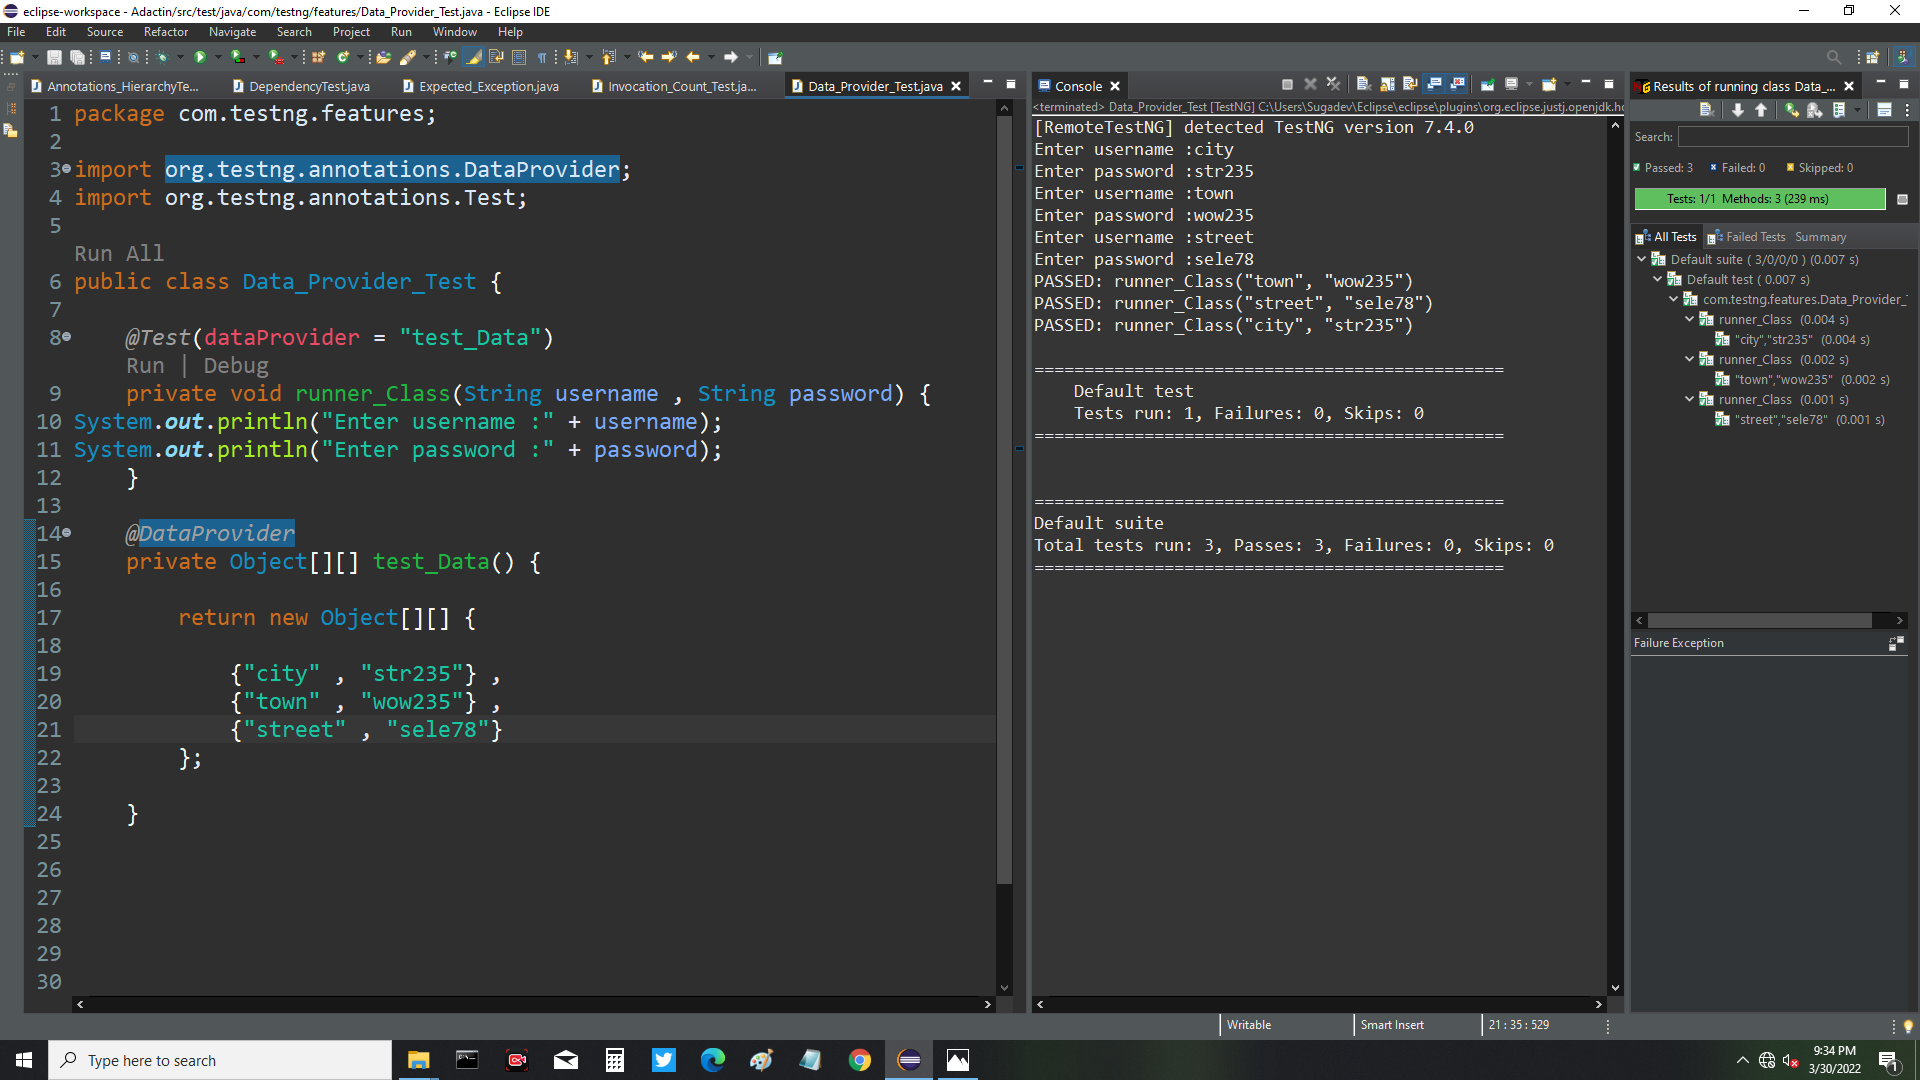 eclipse-workspace - Adactin/src/test/java/com/testng/features/Data_Provider_Test.java - Eclipse IDE
File Edit Source Refactor Navigate Search Project Run Window Help
Annotations_HierarchyTe... DependencyTest.java Expected_Exception.java Invocation_Count_Test.ja... Data_Provider_Test.java
1 package com.testng.features;
2
3 import org.testng.annotations.DataProvider;
4 import org.testng.annotations.Test;
5
Run All
6 public class Data_Provider_Test {
7
8 @Test(dataProvider = "test_Data")
Run | Debug
9 private void runner_Class(String username , String password) {
10 System.out.println("Enter username :" + username);
11 System.out.println("Enter password :" + password);
12 }
13
14 @DataProvider
15 private Object[][] test_Data() {
16
17 return new Object[][] {
18
19 {"city" , "str235"} ,
20 {"town" , "wow235"} ,
21 {"street" , "sele78"}
22 };
23
24 }
25
26
27
28
29
30
Console
<terminated> Data_Provider_Test [TestNG] C:\Users\Sugadev\Eclipse\eclipse\plugins\org.eclipse.justj.openjdk.ho
[RemoteTestNG] detected TestNG version 7.4.0
Enter username :city
Enter password :str235
Enter username :town
Enter password :wow235
Enter username :street
Enter password :sele78
PASSED: runner_Class("town", "wow235")
PASSED: runner_Class("street", "sele78")
PASSED: runner_Class("city", "str235")
===============================================
Default test
Tests run: 1, Failures: 0, Skips: 0
===============================================
===============================================
Default suite
Total tests run: 3, Passes: 3, Failures: 0, Skips: 0
===============================================
Results of running class Data_...
Search:
Passed: 3 Failed: 0 Skipped: 0
Tests: 1/1 Methods: 3 (239 ms)
All Tests Failed Tests Summary
Default suite ( 3/0/0/0 ) (0.007 s)
Default test ( 0.007 s)
com.testng.features.Data_Provider_
runner_Class (0.004 s)
"city","str235" (0.004 s)
runner_Class (0.002 s)
"town","wow235" (0.002 s)
runner_Class (0.001 s)
"street","sele78" (0.001 s)
Failure Exception
Writable Smart Insert 21 : 35 : 529
Type here to search
9:34 PM
3/30/2022
1